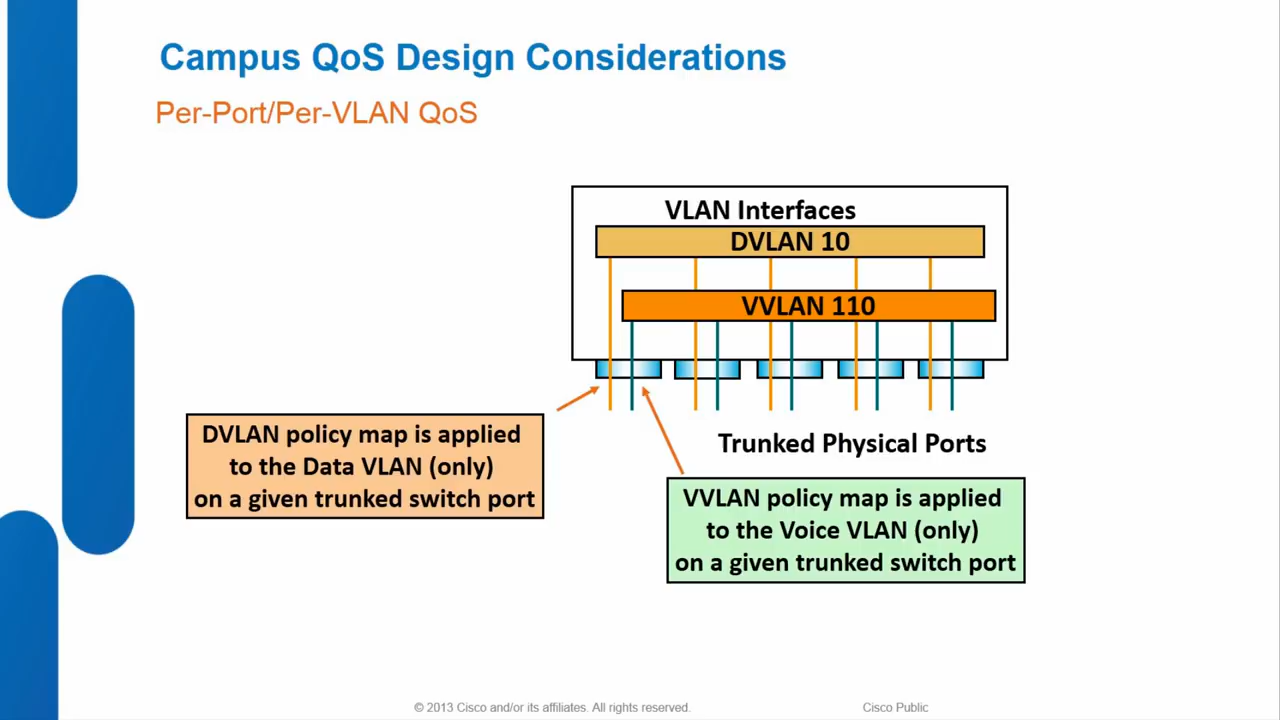 Campus QoS Design Considerations
Per-Port/Per-VLAN QoS
VLAN Interfaces
DVLAN 10
VVLAN 110
DVLAN policy map is applied
to the Data VLAN (only)
on a given trunked switch port
Trunked Physical Ports
VVLAN policy map is applied
to the Voice VLAN (only)
on a given trunked switch port
© 2013 Cisco and/or its affiliates. All rights reserved.
Cisco Public